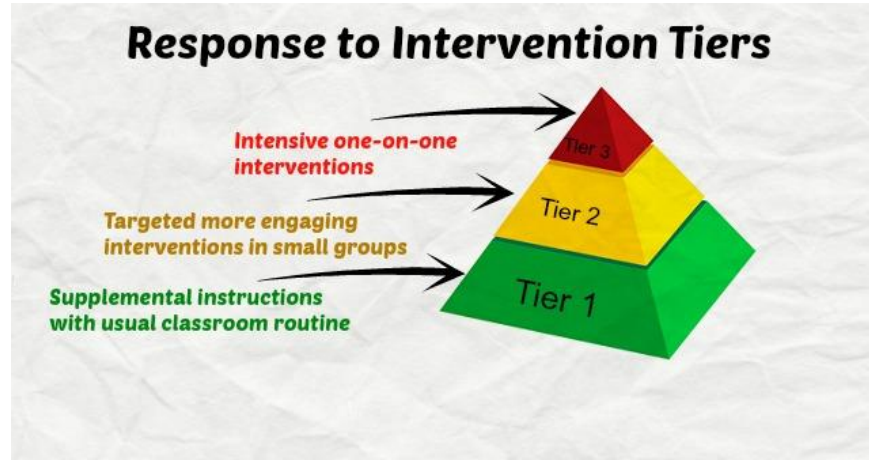 Response to Intervention Tiers
Intensive one-on-one
interventions
Tier 3
Targeted more engaging
interventions in small groups
Tier 2
Supplemental instructions
with usual classroom routine
Tier 1